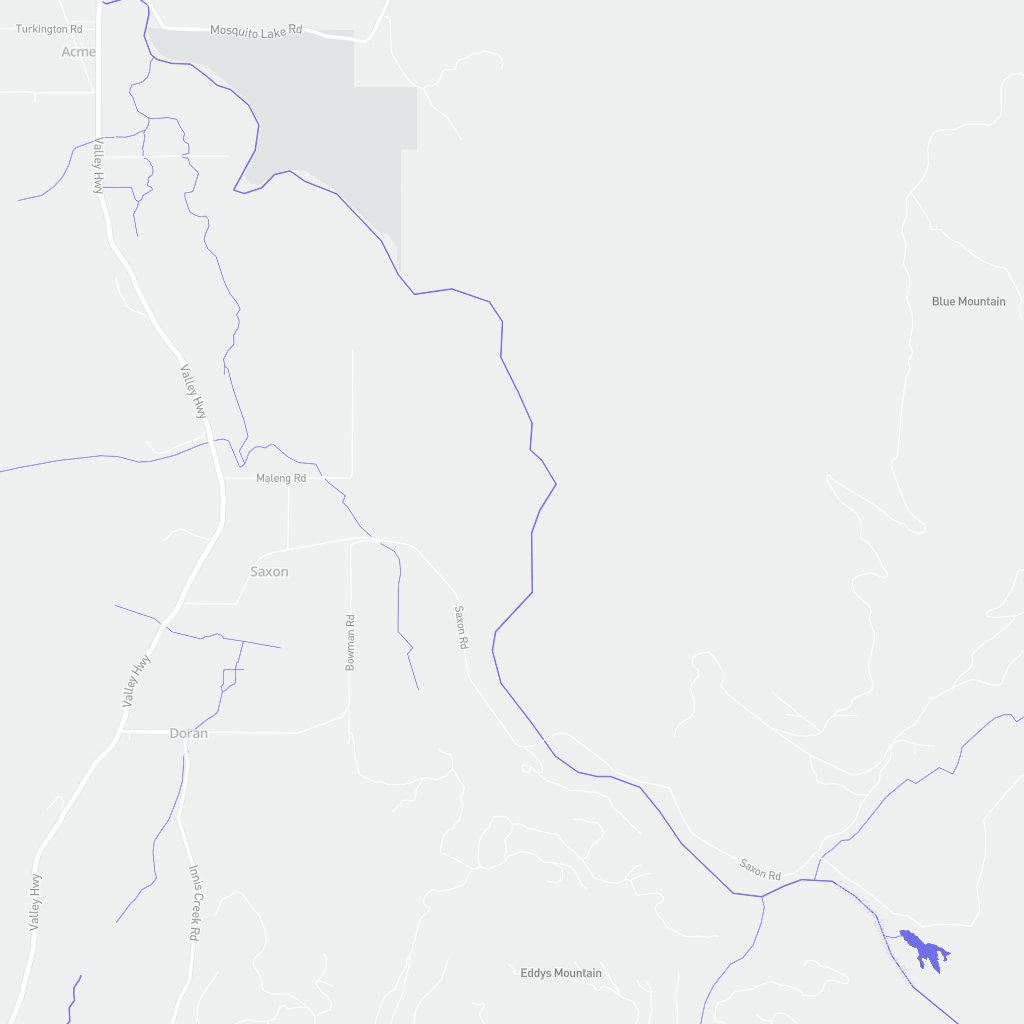 Turkington Rd
Mosquito Lake Rd
Acme
Valley Hwy
Blue Mountain
Valley Hwy
Maleng Rd
Saxon
Saxon Rd
Bowman Rd
Valley Hwy
Doran
Saxon Rd
Innis Creek Rd
Valley Hwy
Eddys Mountain